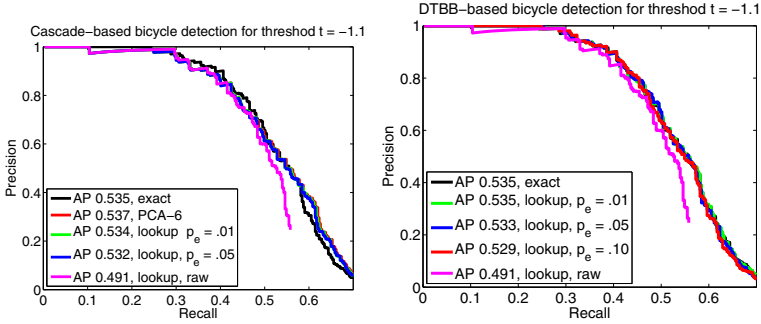 Cascade-based bicycle detection for threshod t = −1.1
1
0.8
0.6
0.4
0.2
0
Precision
AP 0.535, exact
AP 0.537, PCA−6
AP 0.534, lookup p_e = .01
AP 0.532, lookup p_e = .05
AP 0.491, lookup, raw
0 0.1 0.2 0.3 0.4 0.5 0.6
Recall
DTBB-based bicycle detection for threshod t = −1.1
1
0.8
0.6
0.4
0.2
0
Precision
AP 0.535, exact
AP 0.535, lookup, p_e = .01
AP 0.533, lookup, p_e = .05
AP 0.529, lookup, p_e = .10
AP 0.491, lookup, raw
0 0.1 0.2 0.3 0.4 0.5 0.6
Recall